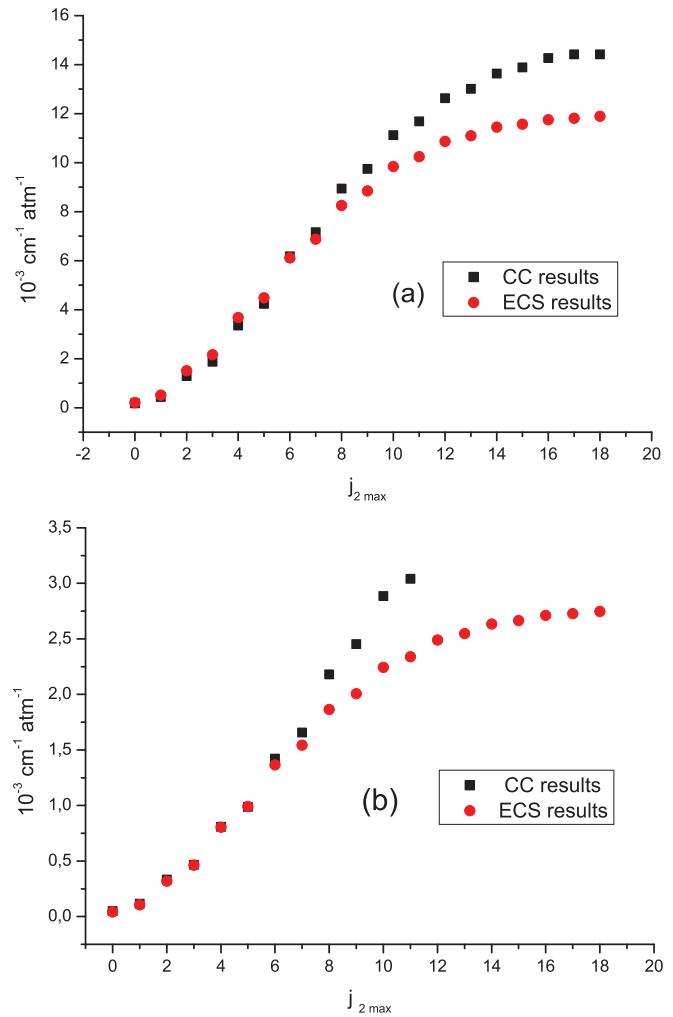 16
14
12
10
8
6
4
2
0
10⁻³ cm⁻¹ atm⁻¹
(a)
CC results
ECS results
-2 0 2 4 6 8 10 12 14 16 18 20
j₂ max
3,5
3,0
2,5
2,0
1,5
1,0
0,5
0,0
10⁻³ cm⁻¹ atm⁻¹
(b)
CC results
ECS results
0 2 4 6 8 10 12 14 16 18 20
j ₂ max